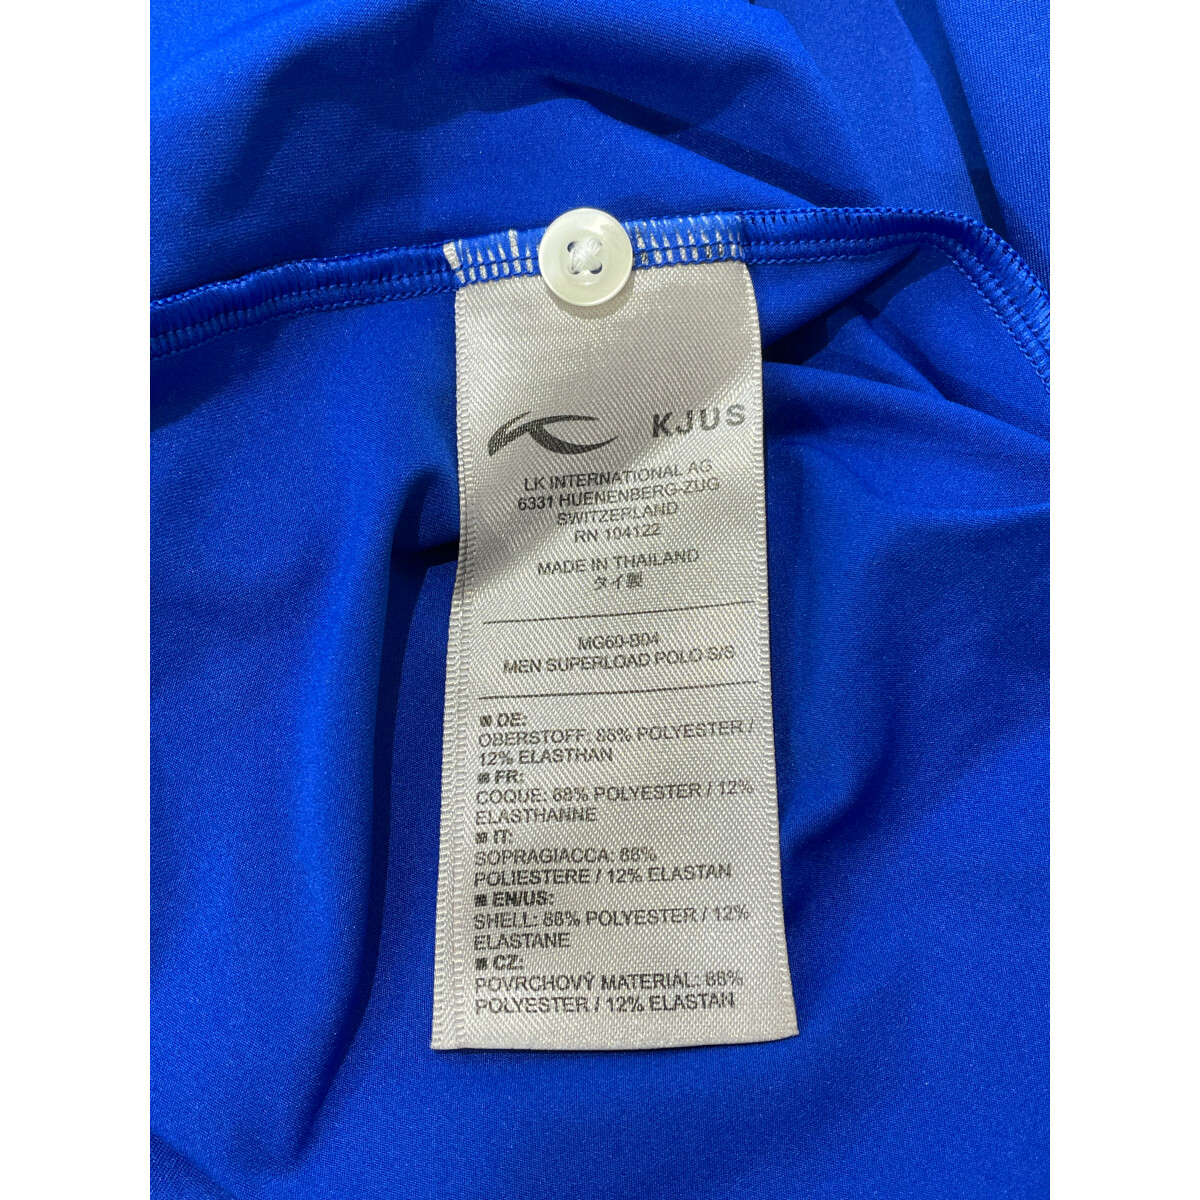 KJUS
LK INTERNATIONAL AG
6331 HUENENBERG-ZUG
SWITZERLAND
RN 104122
MADE IN THAILAND
タイ製
MG60-B04
MEN SUPERLOAD POLO S/S
DE:
OBERSTOFF: 88% POLYESTER /
12% ELASTHAN
FR:
COQUE: 88% POLYESTER / 12%
ELASTHANNE
IT:
SOPRAGIACCA: 88%
POLIESTERE / 12% ELASTAN
EN/US:
SHELL: 88% POLYESTER / 12%
ELASTANE
CZ:
POVRCHOVÝ MATERIÁL: 88%
POLYESTER / 12% ELASTAN